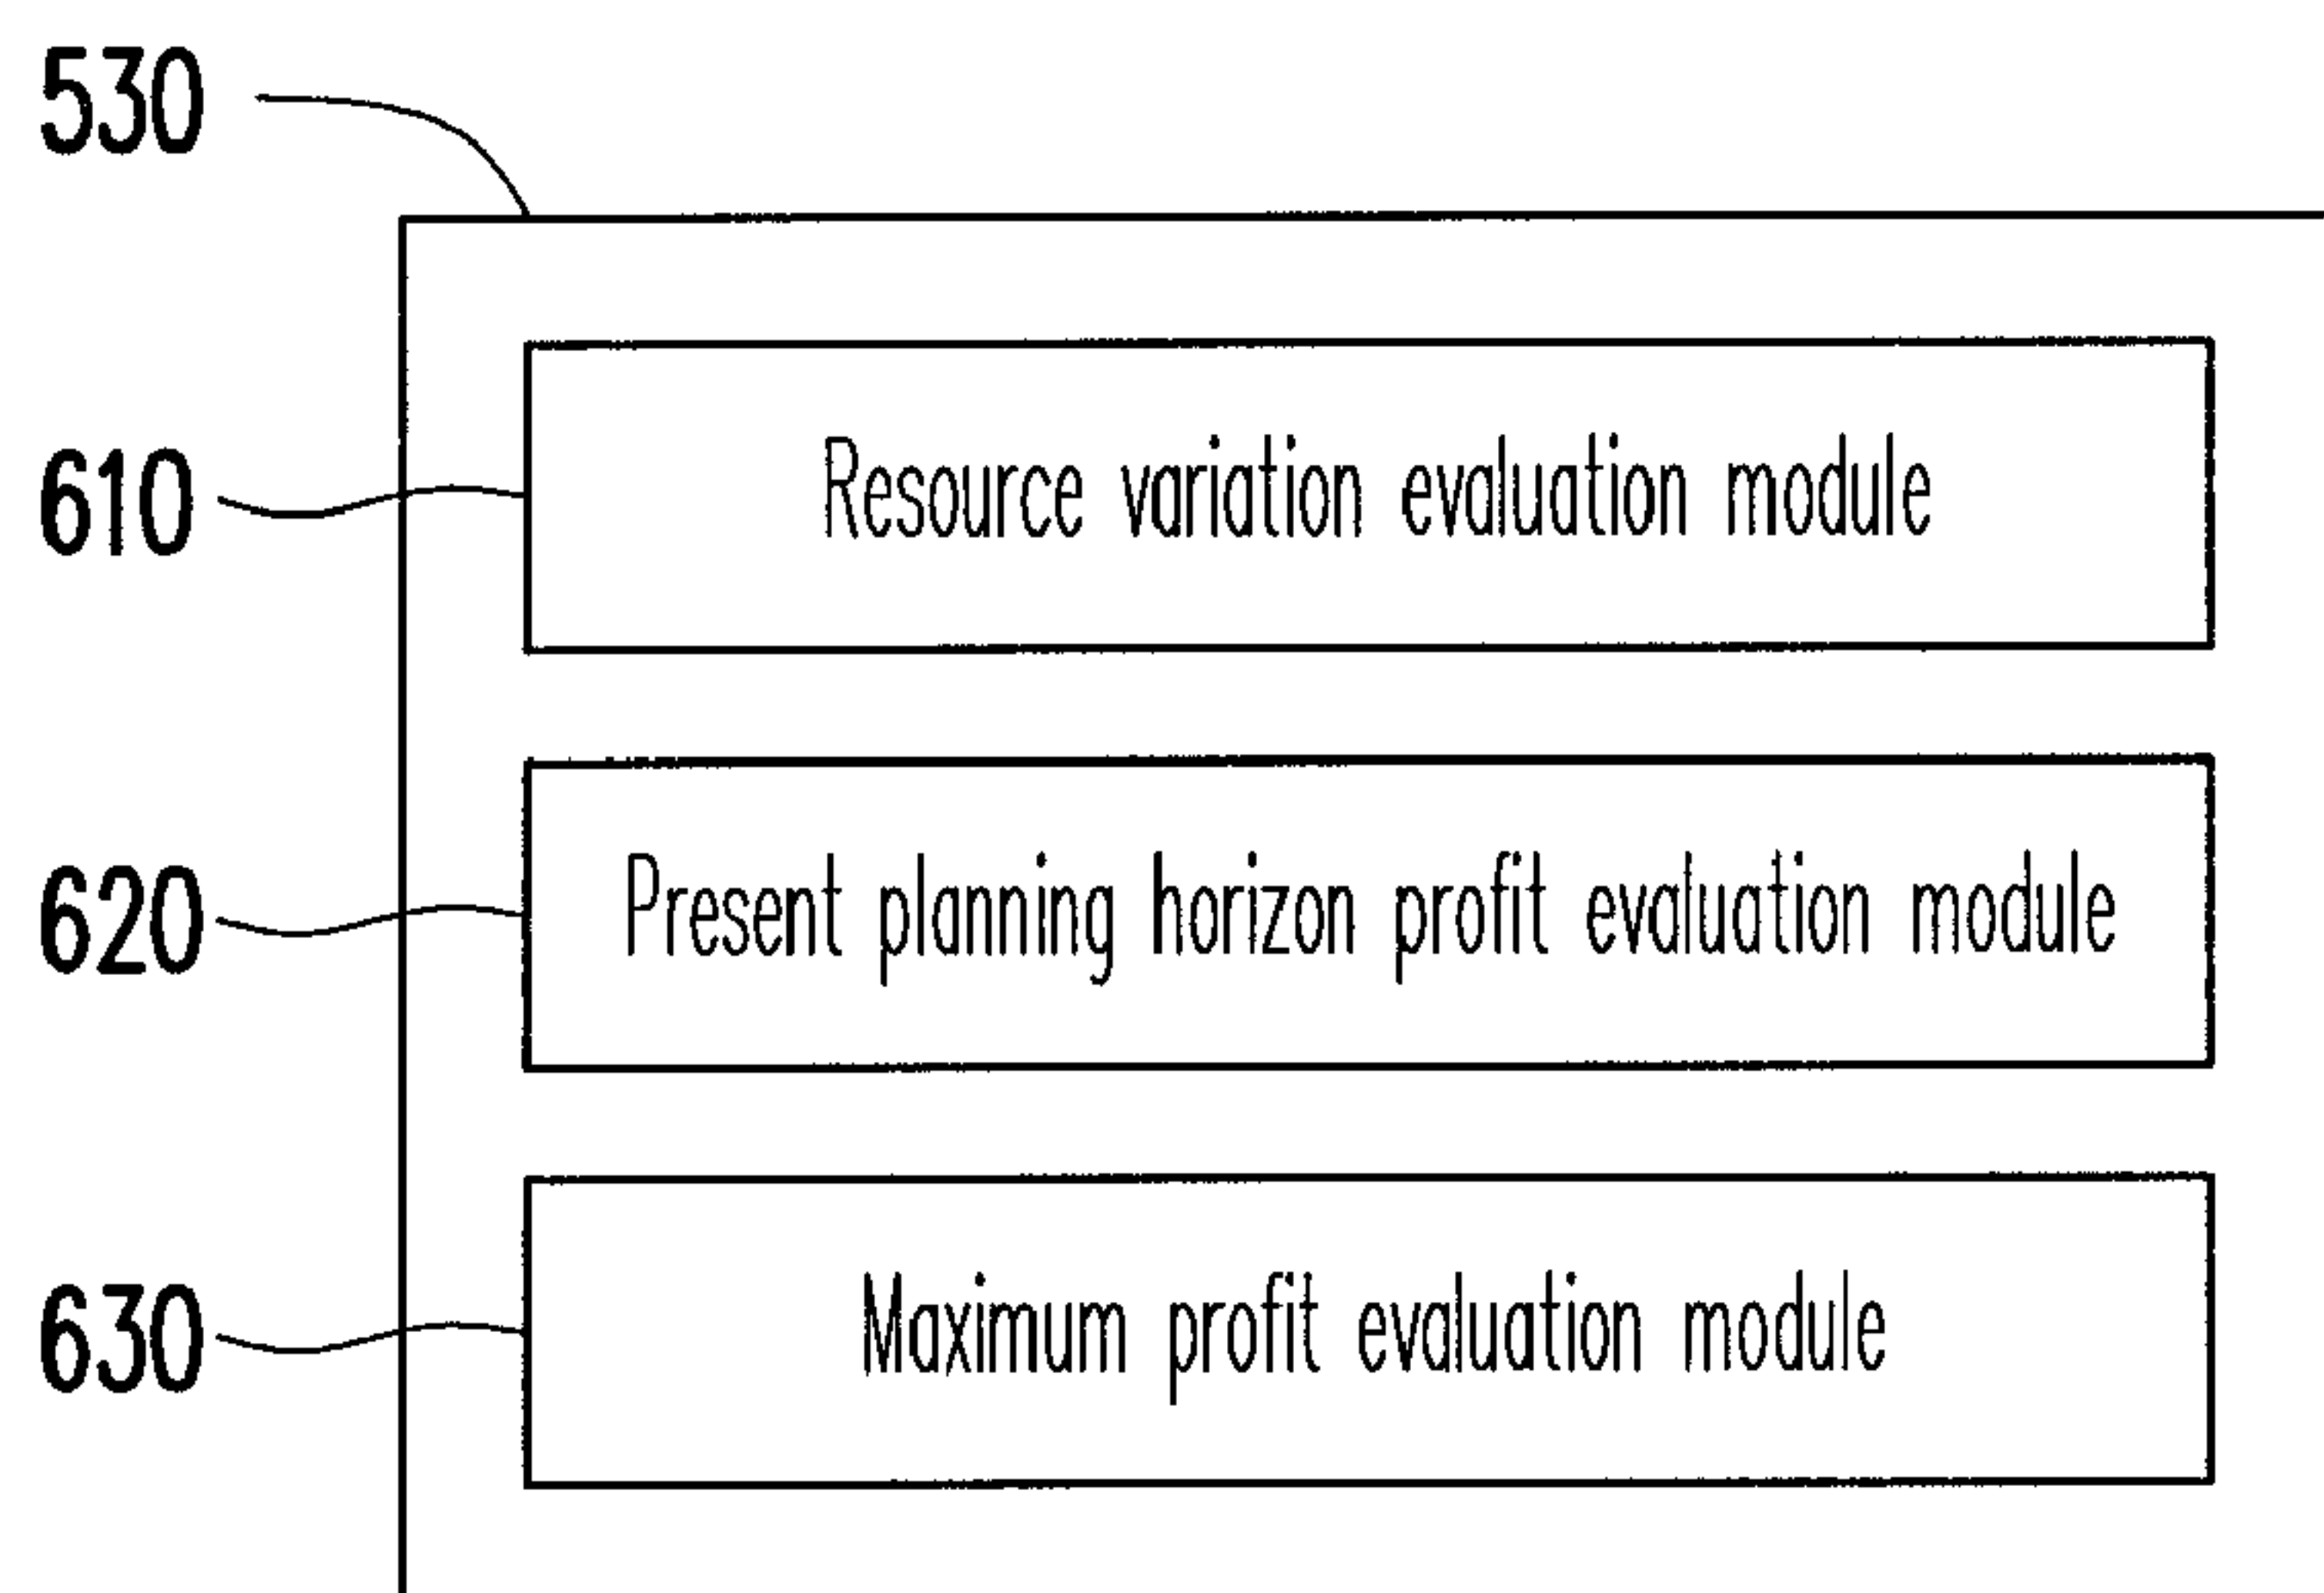 530
610
Resource variation evaluation module
620
Present planning horizon profit evaluation module
630
Maximum profit evaluation module